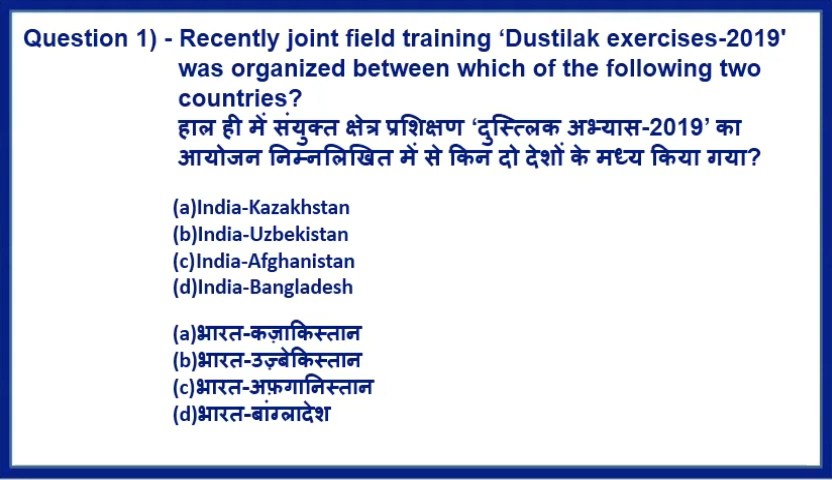 Question 1) - Recently joint field training ‘Dustilak exercises-2019'
was organized between which of the following two
countries?
हाल ही में संयुक्त क्षेत्र प्रशिक्षण ‘दुस्त्लिक अभ्यास-2019’ का
आयोजन निम्नलिखित में से किन दो देशों के मध्य किया गया?
(a)India-Kazakhstan
(b)India-Uzbekistan
(c)India-Afghanistan
(d)India-Bangladesh
(a)भारत-कज़ाकिस्तान
(b)भारत-उज़्बेकिस्तान
(c)भारत-अफ़गानिस्तान
(d)भारत-बांग्लादेश